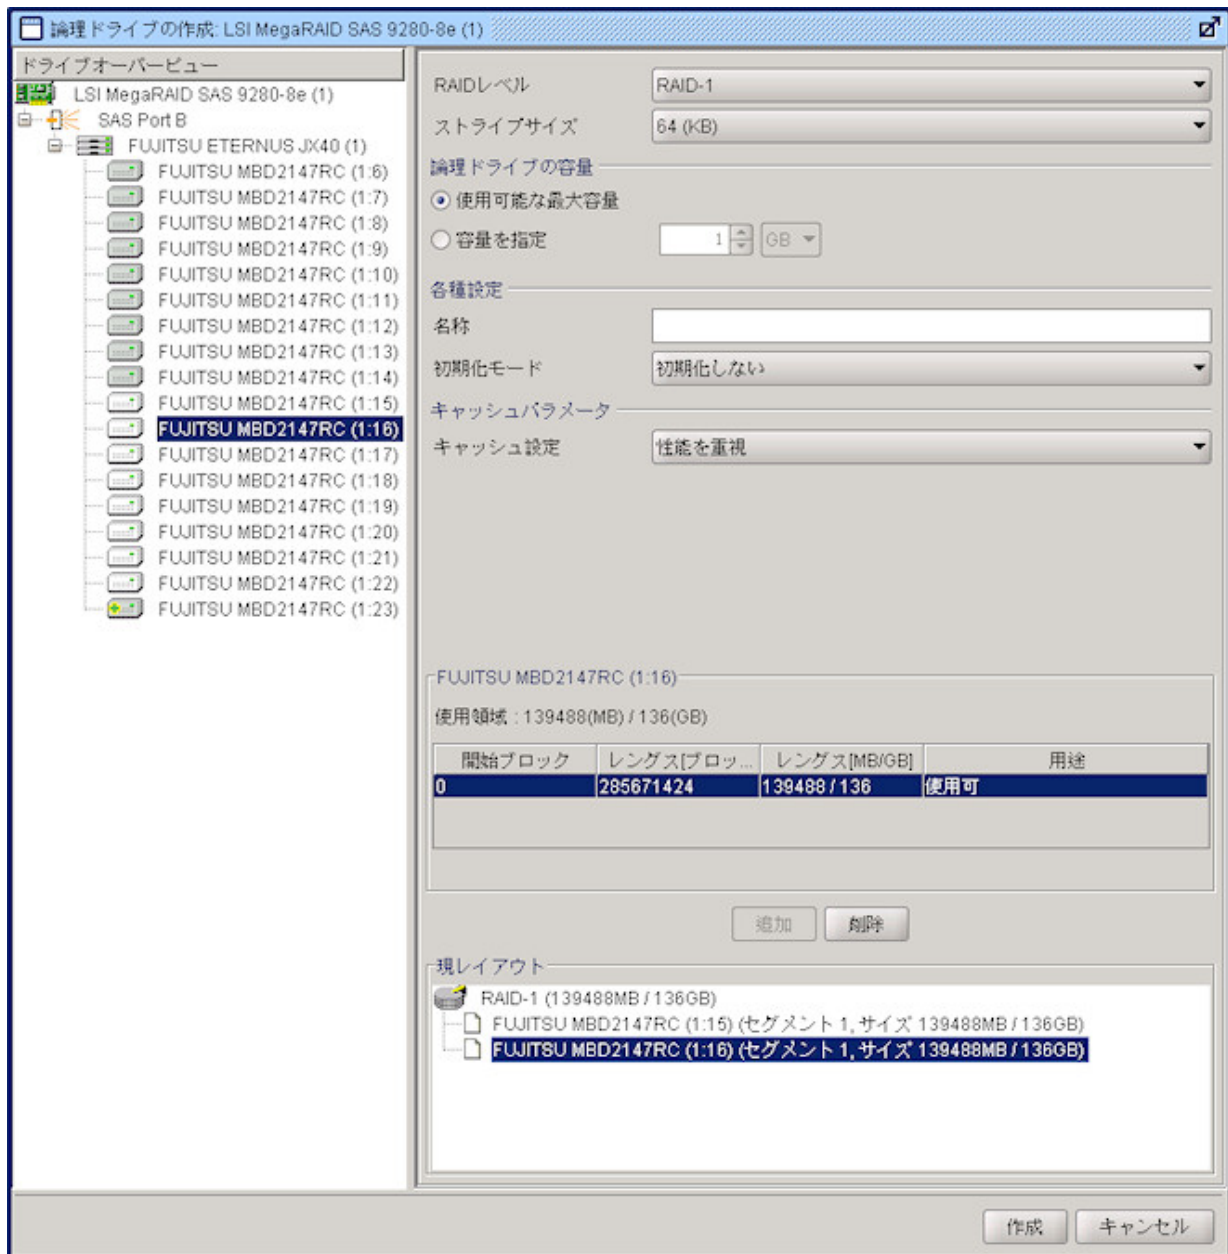 論理ドライブの作成: LSI MegaRAID SAS 9280-8e (1)
ドライブオーバービュー
LSI MegaRAID SAS 9280-8e (1)
SAS Port B
FUJITSU ETERNUS JX40 (1)
FUJITSU MBD2147RC (1:6)
FUJITSU MBD2147RC (1:7)
FUJITSU MBD2147RC (1:8)
FUJITSU MBD2147RC (1:9)
FUJITSU MBD2147RC (1:10)
FUJITSU MBD2147RC (1:11)
FUJITSU MBD2147RC (1:12)
FUJITSU MBD2147RC (1:13)
FUJITSU MBD2147RC (1:14)
FUJITSU MBD2147RC (1:15)
FUJITSU MBD2147RC (1:16)
FUJITSU MBD2147RC (1:17)
FUJITSU MBD2147RC (1:18)
FUJITSU MBD2147RC (1:19)
FUJITSU MBD2147RC (1:20)
FUJITSU MBD2147RC (1:21)
FUJITSU MBD2147RC (1:22)
FUJITSU MBD2147RC (1:23)
RAIDレベル RAID-1
ストライプサイズ 64 (KB)
論理ドライブの容量
使用可能な最大容量
容量を指定 1 GB
各種設定
名称
初期化モード 初期化しない
キャッシュパラメータ
キャッシュ設定 性能を重視
FUJITSU MBD2147RC (1:16)
使用領域 : 139488(MB) / 136(GB)
開始ブロック レングス[ブロッ... レングス[MB/GB] 用途
0 285671424 139488 / 136 使用可
追加 削除
現レイアウト
RAID-1 (139488MB / 136GB)
FUJITSU MBD2147RC (1:15) (セグメント 1, サイズ 139488MB / 136GB)
FUJITSU MBD2147RC (1:16) (セグメント 1, サイズ 139488MB / 136GB)
作成 キャンセル